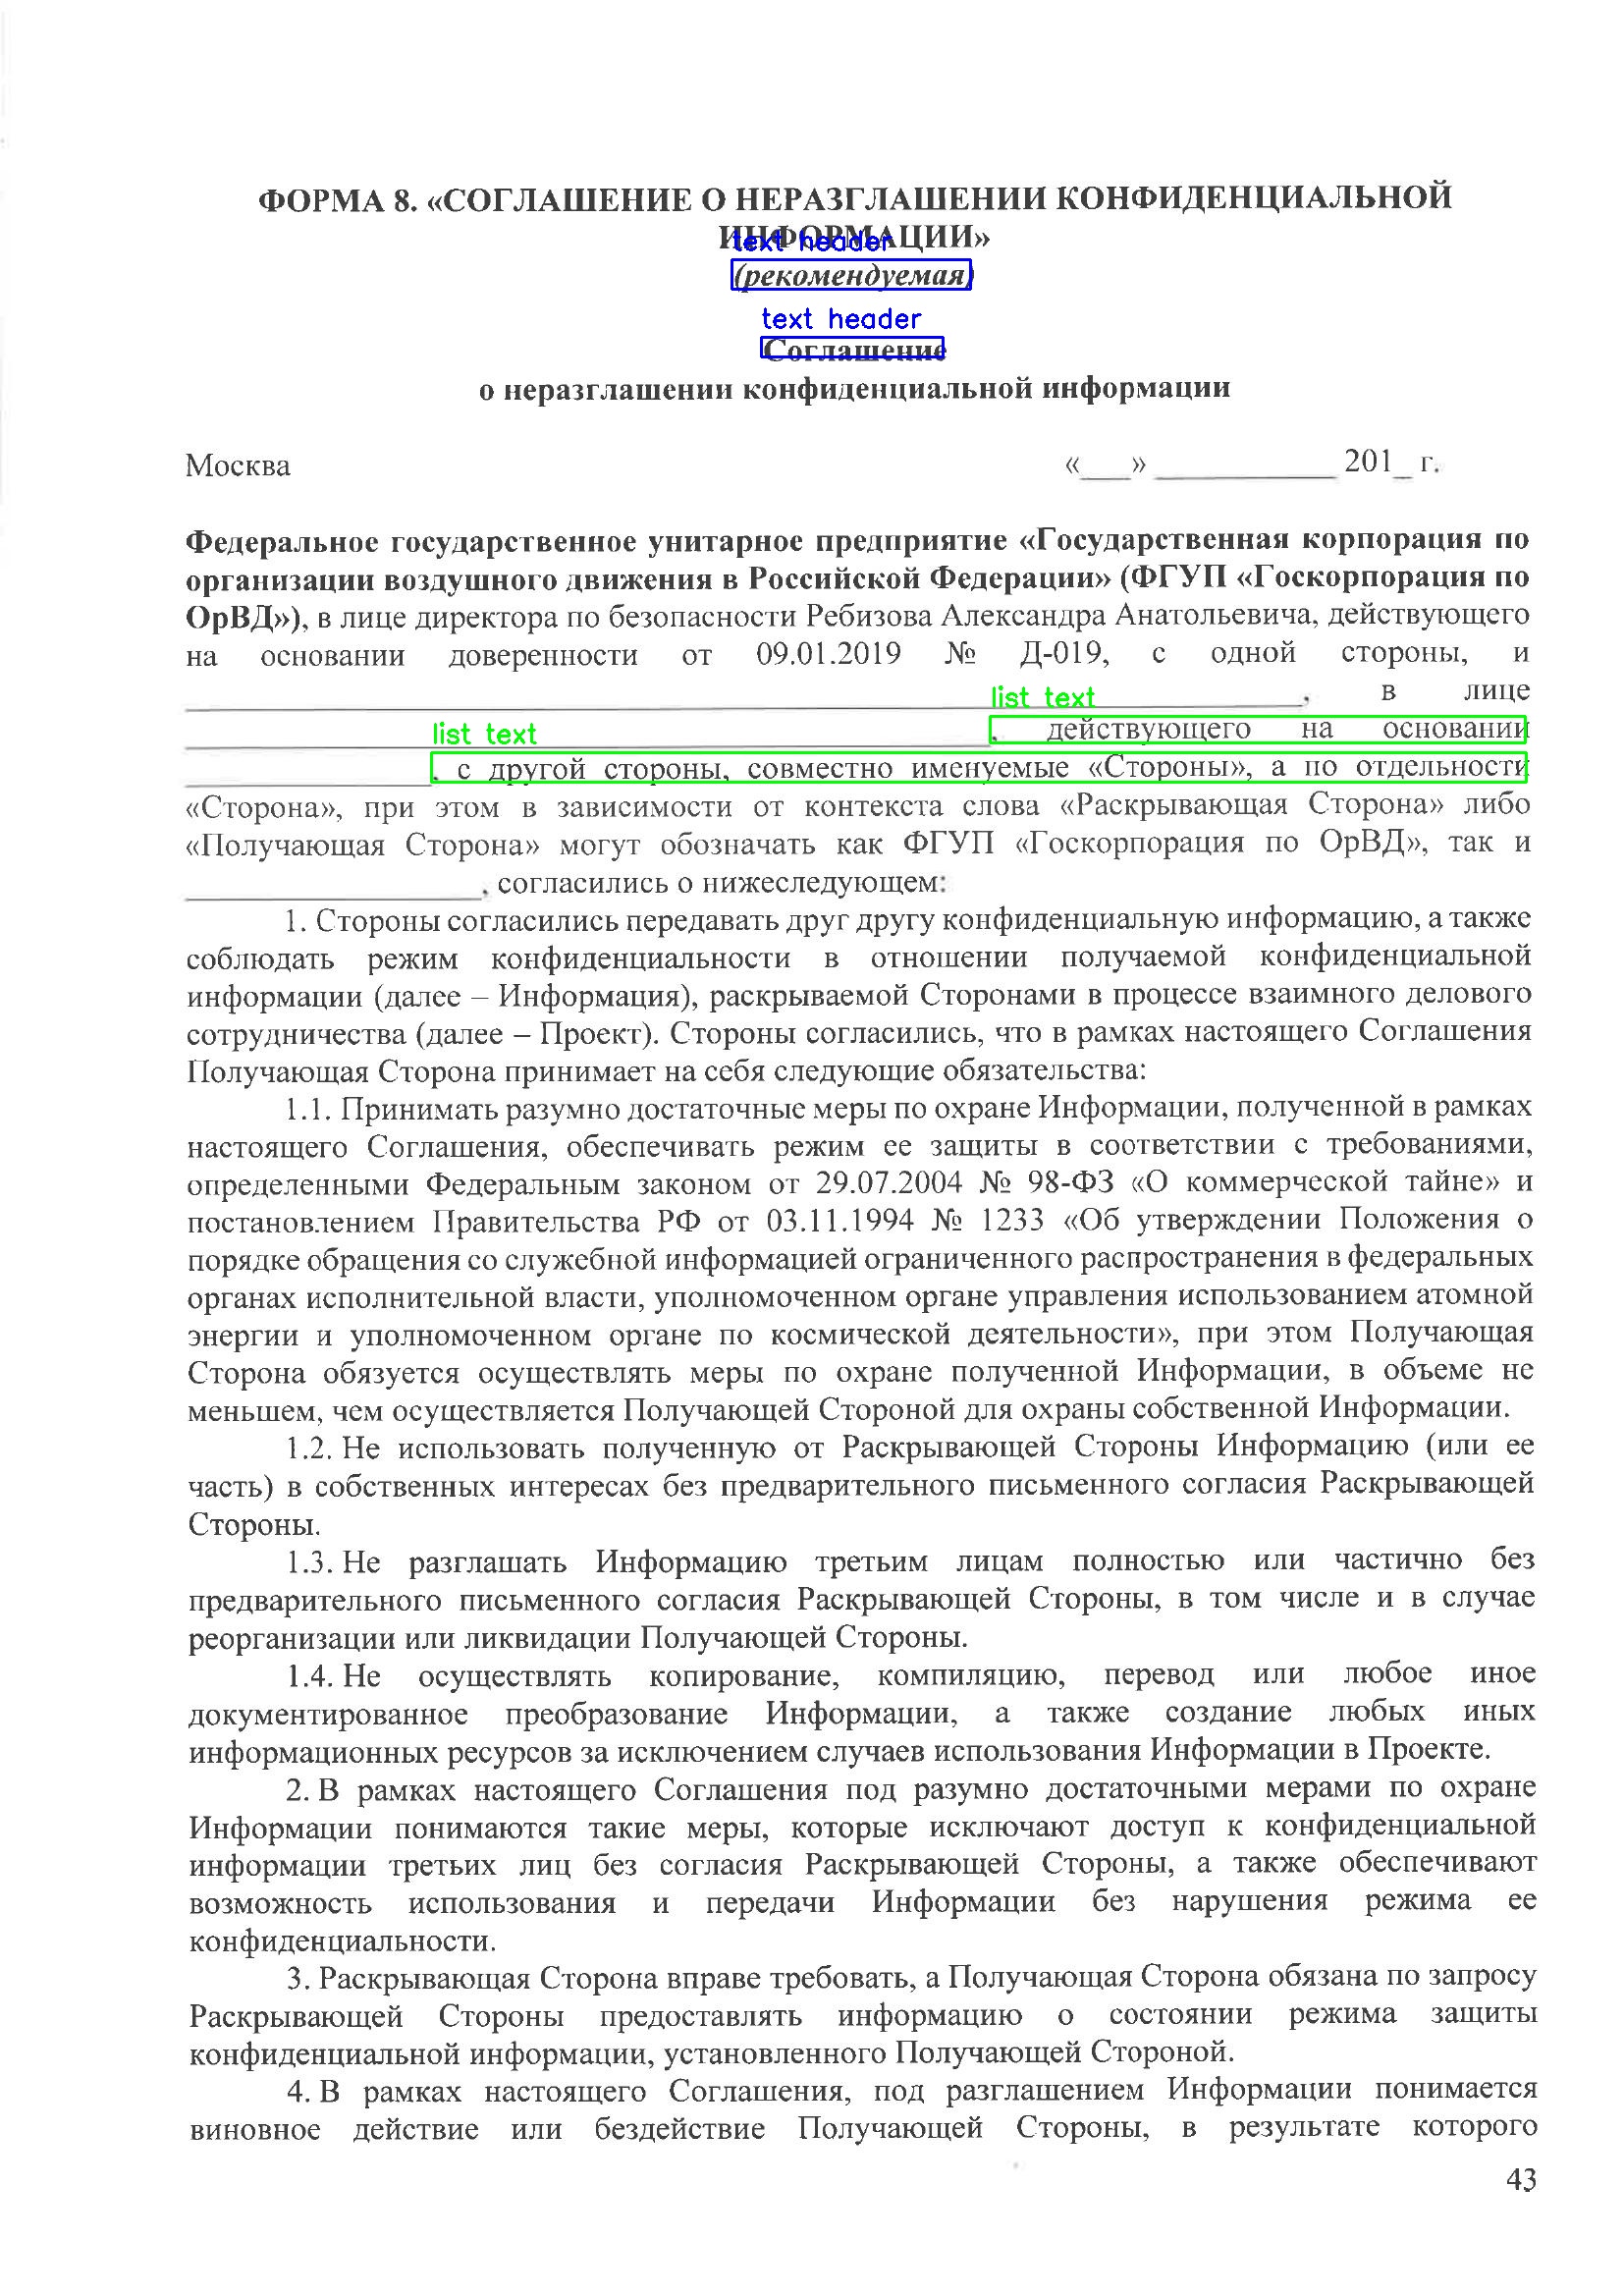 ФОРМА 8. «СОГЛАШЕНИЕ О НЕРАЗГЛАШЕНИИ КОНФИДЕНЦИАЛЬНОЙ
ИНФОРМАЦИИ»
text header
(рекомендуемая)
text header
Соглашение
о неразглашении конфиденциальной информации
Москва «___» ___________ 201_ г.
Федеральное государственное унитарное предприятие «Государственная корпорация по
организации воздушного движения в Российской Федерации» (ФГУП «Госкорпорация по
ОрВД»), в лице директора по безопасности Ребизова Александра Анатольевича, действующего
на основании доверенности от 09.01.2019 № Д-019, с одной стороны, и
____________________, в лице
list text
____________________, действующего на основании
list text
_______________, с другой стороны, совместно именуемые «Стороны», а по отдельности
«Сторона», при этом в зависимости от контекста слова «Раскрывающая Сторона» либо
«Получающая Сторона» могут обозначать как ФГУП «Госкорпорация по ОрВД», так и
__________________, согласились о нижеследующем:
1. Стороны согласились передавать друг другу конфиденциальную информацию, а также
соблюдать режим конфиденциальности в отношении получаемой конфиденциальной
информации (далее – Информация), раскрываемой Сторонами в процессе взаимного делового
сотрудничества (далее – Проект). Стороны согласились, что в рамках настоящего Соглашения
Получающая Сторона принимает на себя следующие обязательства:
1.1. Принимать разумно достаточные меры по охране Информации, полученной в рамках
настоящего Соглашения, обеспечивать режим ее защиты в соответствии с требованиями,
определенными Федеральным законом от 29.07.2004 № 98-ФЗ «О коммерческой тайне» и
постановлением Правительства РФ от 03.11.1994 № 1233 «Об утверждении Положения о
порядке обращения со служебной информацией ограниченного распространения в федеральных
органах исполнительной власти, уполномоченном органе управления использованием атомной
энергии и уполномоченном органе по космической деятельности», при этом Получающая
Сторона обязуется осуществлять меры по охране полученной Информации, в объеме не
меньшем, чем осуществляется Получающей Стороной для охраны собственной Информации.
1.2. Не использовать полученную от Раскрывающей Стороны Информацию (или ее
часть) в собственных интересах без предварительного письменного согласия Раскрывающей
Стороны.
1.3. Не разглашать Информацию третьим лицам полностью или частично без
предварительного письменного согласия Раскрывающей Стороны, в том числе и в случае
реорганизации или ликвидации Получающей Стороны.
1.4. Не осуществлять копирование, компиляцию, перевод или любое иное
документированное преобразование Информации, а также создание любых иных
информационных ресурсов за исключением случаев использования Информации в Проекте.
2. В рамках настоящего Соглашения под разумно достаточными мерами по охране
Информации понимаются такие меры, которые исключают доступ к конфиденциальной
информации третьих лиц без согласия Раскрывающей Стороны, а также обеспечивают
возможность использования и передачи Информации без нарушения режима ее
конфиденциальности.
3. Раскрывающая Сторона вправе требовать, а Получающая Сторона обязана по запросу
Раскрывающей Стороны предоставлять информацию о состоянии режима защиты
конфиденциальной информации, установленного Получающей Стороной.
4. В рамках настоящего Соглашения, под разглашением Информации понимается
виновное действие или бездействие Получающей Стороны, в результате которого
43